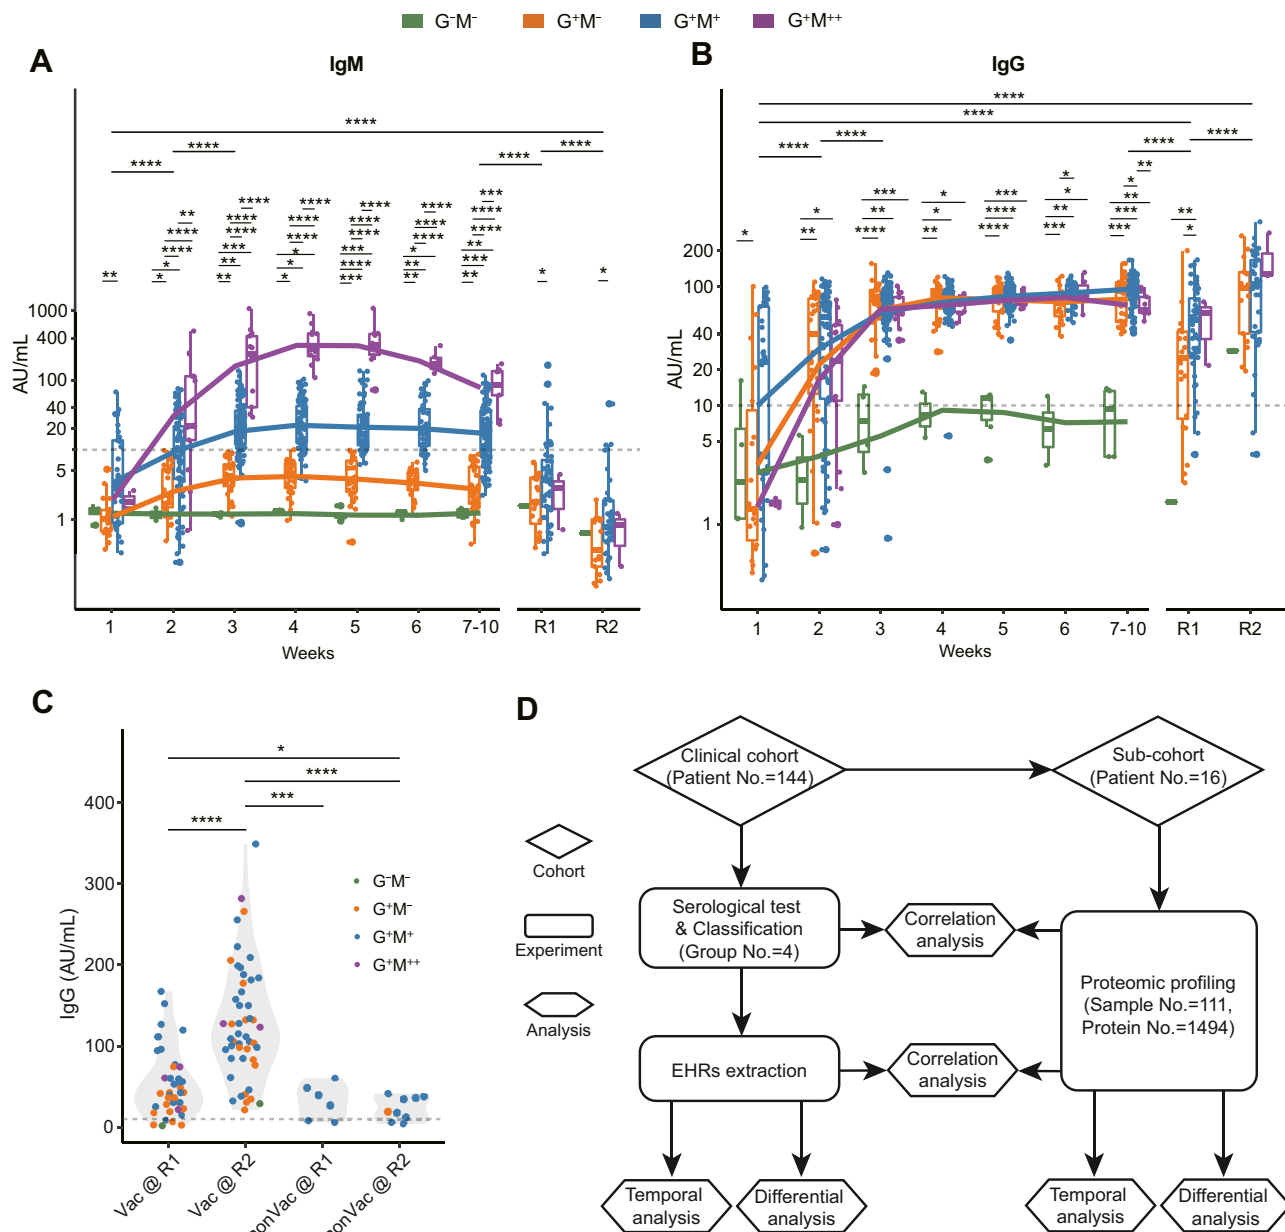 G⁻M⁻ G⁺M⁻ G⁺M⁺ G⁺M⁺⁺
A
IgM
**** 
**** 
**** 
**** 
**** 
AU/mL
1000
400
100
40
20
5
1
**
** **** **** * *
**** **** **** *** ** **
**** **** **** * * *
**** **** **** *** **** ***
**** **** **** * ** **
*** **** **** ** *** **
*
*
1 2 3 4 5 6 7-10 R1 R2
Weeks
B
IgG
****
****
****
****
****
****
AU/mL
200
100
40
20
10
5
1
*
* **
*** ** ****
* * **
*** **** ****
* * ** ***
** * ** *** ***
** *
1 2 3 4 5 6 7-10 R1 R2
Weeks
C
*
****
***
****
IgG (AU/mL)
400
300
200
100
0
G⁻M⁻
G⁺M⁻
G⁺M⁺
G⁺M⁺⁺
Vac @ R1
Vac @ R2
nonVac @ R1
nonVac @ R2
D
Cohort
Experiment
Analysis
Clinical cohort
(Patient No.=144)
Sub-cohort
(Patient No.=16)
Serological test
& Classification
(Group No.=4)
Correlation
analysis
Proteomic profiling
(Sample No.=111,
Protein No.=1494)
EHRs extraction
Correlation
analysis
Temporal
analysis
Differential
analysis
Temporal
analysis
Differential
analysis